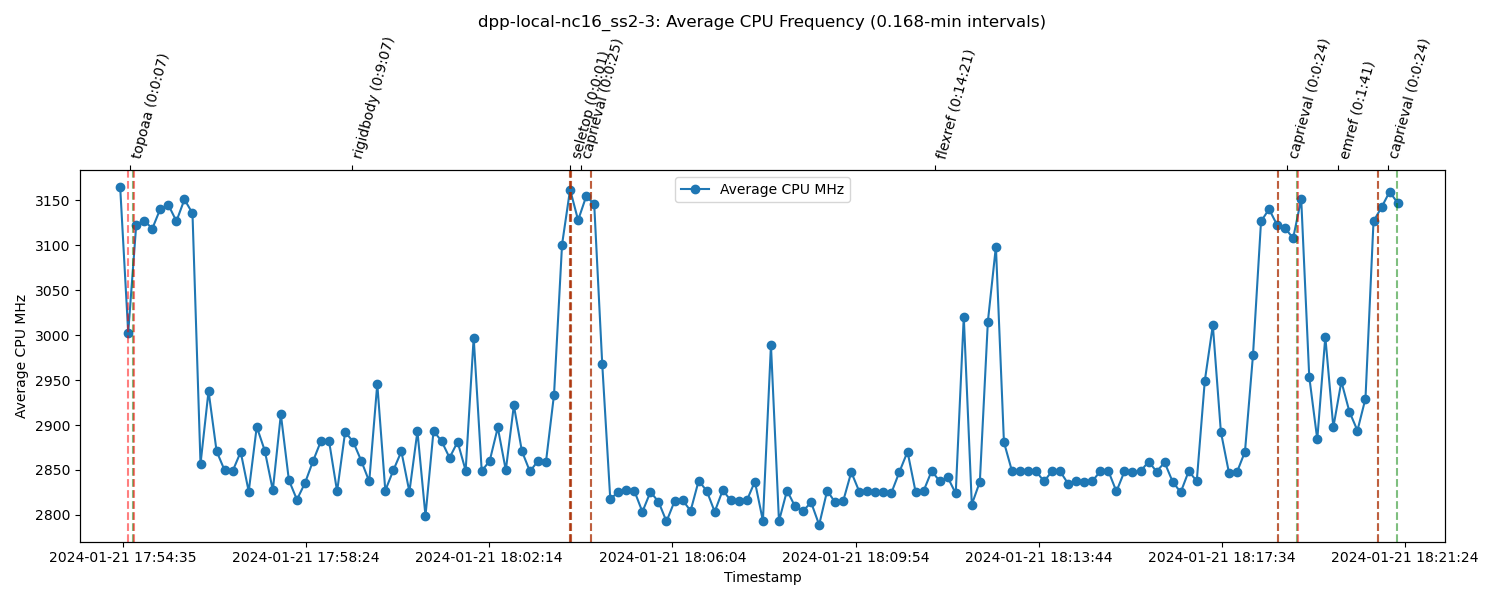 dpp-local-nc16_ss2-3: Average CPU Frequency (0.168-min intervals)
topoaa (0:0:07)
rigidbody (0:9:07)
seletop (0:0:01)
caprieval (0:0:25)
flexref (0:14:21)
caprieval (0:0:24)
emref (0:1:41)
caprieval (0:0:24)
Average CPU MHz
Average CPU MHz
3150
3100
3050
3000
2950
2900
2850
2800
2024-01-21 17:54:35
2024-01-21 17:58:24
2024-01-21 18:02:14
2024-01-21 18:06:04
2024-01-21 18:09:54
2024-01-21 18:13:44
2024-01-21 18:17:34
2024-01-21 18:21:24
Timestamp